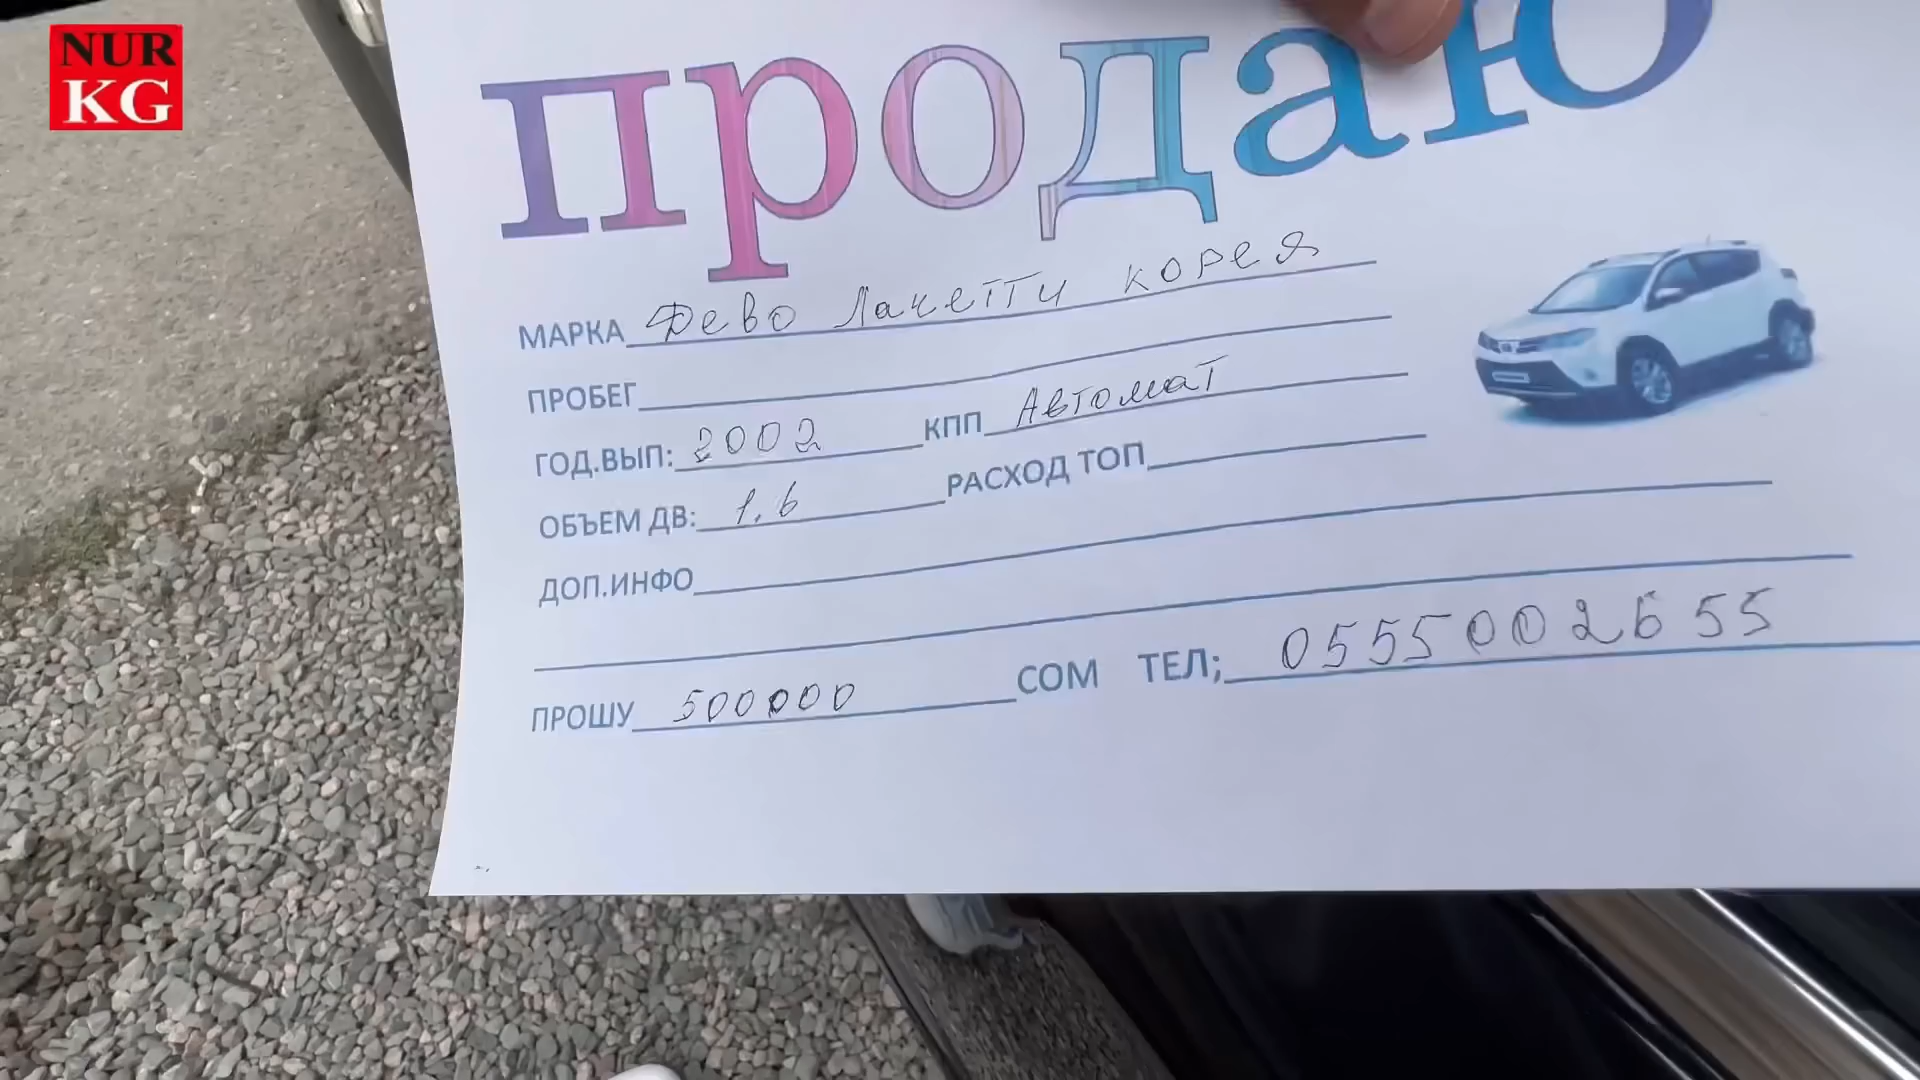 NUR
KG
продаю
МАРКА Дево Лачетти корея
ПРОБЕГ
ГОД.ВЫП: 2002 КПП Автомат
ОБЪЕМ ДВ: 1.6 РАСХОД ТОП
ДОП.ИНФО
ПРОШУ 500000 СОМ ТЕЛ; 0555002655